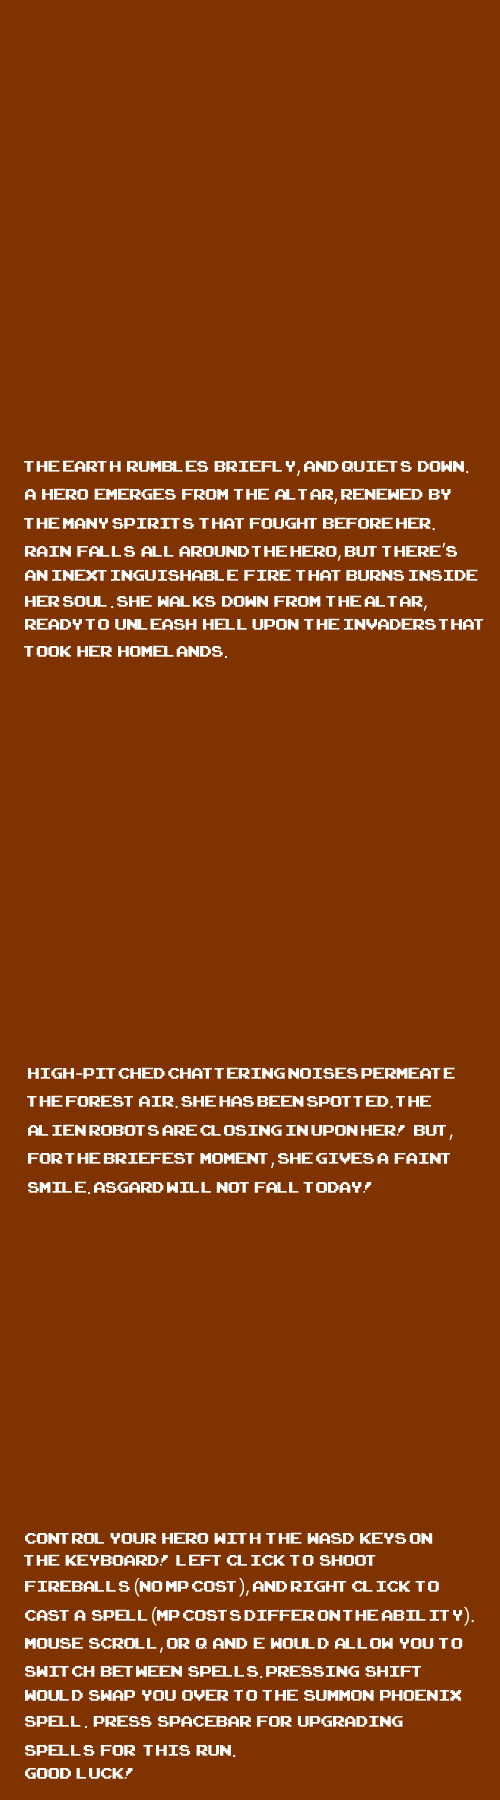 THE EARTH RUMBLES BRIEFLY, AND QUIETS DOWN.
A HERO EMERGES FROM THE ALTAR, RENEWED BY
THE MANY SPIRITS THAT FOUGHT BEFORE HER.
RAIN FALLS ALL AROUND THE HERO, BUT THERE'S
AN INEXTINGUISHABLE FIRE THAT BURNS INSIDE
HER SOUL. SHE WALKS DOWN FROM THE ALTAR,
READY TO UNLEASH HELL UPON THE INVADERS THAT
TOOK HER HOMELANDS.
HIGH-PITCHED CHATTERING NOISES PERMEATE
THE FOREST AIR. SHE HAS BEEN SPOTTED. THE
ALIEN ROBOTS ARE CLOSING IN UPON HER! BUT,
FOR THE BRIEFEST MOMENT, SHE GIVES A FAINT
SMILE. ASGARD WILL NOT FALL TODAY!
CONTROL YOUR HERO WITH THE WASD KEYS ON
THE KEYBOARD! LEFT CLICK TO SHOOT
FIREBALLS (NO MP COST), AND RIGHT CLICK TO
CAST A SPELL (MP COSTS DIFFER ON THE ABILITY).
MOUSE SCROLL, OR Q AND E WOULD ALLOW YOU TO
SWITCH BETWEEN SPELLS. PRESSING SHIFT
WOULD SWAP YOU OVER TO THE SUMMON PHOENIX
SPELL. PRESS SPACEBAR FOR UPGRADING
SPELLS FOR THIS RUN.
GOOD LUCK!